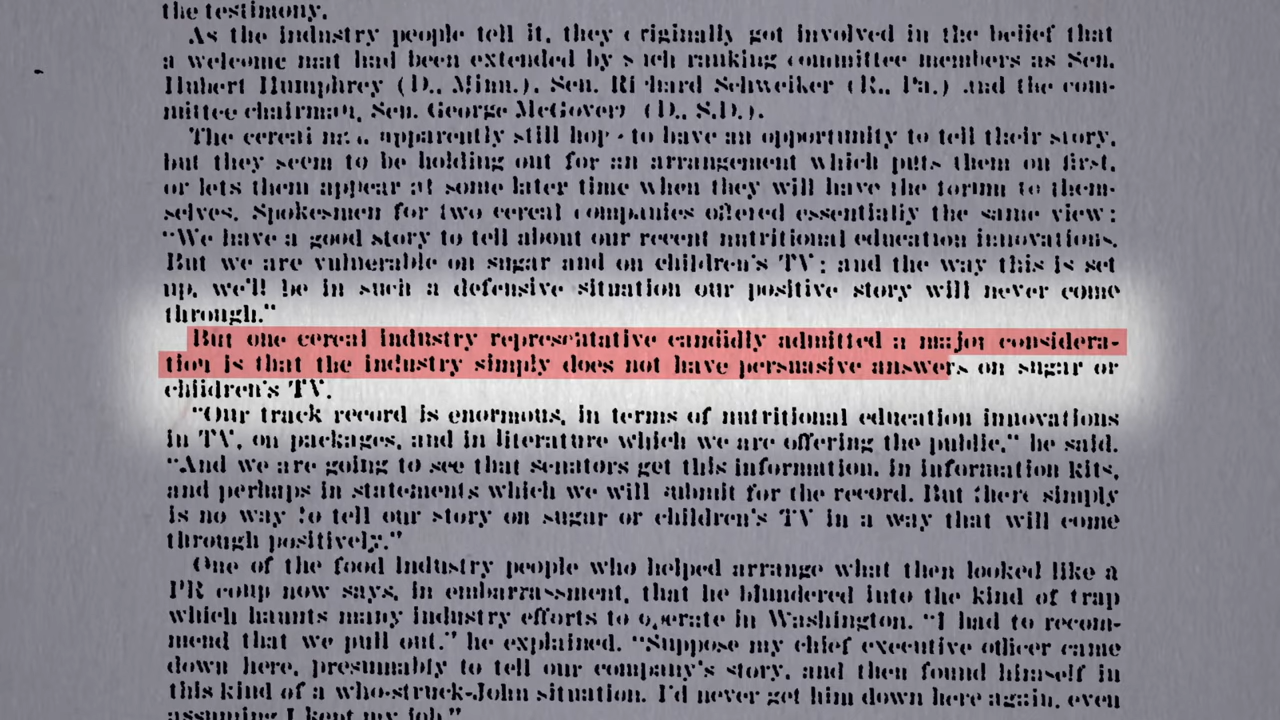 the testimony.
As the industry people tell it, they originally got involved in the belief that
a welcome mat had been extended by such ranking committee members as Sen.
Hubert Humphrey (D., Minn.), Sen. Richard Schweiker (R., Pa.) and the com-
mittee chairman, Sen. George McGovern (D., S.D.).
The cereal apparently still hope to have an opportunity to tell their story,
but they seem to be holding out for an arrangement which puts them on first,
or lets them appear at some later time when they will have the forum to them-
selves. Spokesmen for two cereal companies offered essentially the same view:
"We have a good story to tell about our recent nutritional education innovations.
But we are vulnerable on sugar and on children's TV; and the way this is set
up, we'll be in such a defensive situation our positive story will never come
through."
But one cereal industry representative candidly admitted a major considera-
tion is that the industry simply does not have persuasive answers on sugar or
children's TV.
"Our track record is enormous, in terms of nutritional education innovations
in TV, on packages, and in literature which we are offering the public," he said.
"And we are going to see that senators get this information, in information kits,
and perhaps in statements which we will submit for the record. But there simply
is no way to tell our story on sugar or children's TV in a way that will come
through positively."
One of the food industry people who helped arrange what then looked like a
PR coup now says, in embarrassment, that he blundered into the kind of trap
which haunts many industry efforts to operate in Washington. "I had to recom-
mend that we pull out," he explained. "Suppose my chief executive officer came
down here, presumably to tell our company's story, and then found himself in
this kind of a who-struck-John situation. I'd never get him down here again, even
assuming I kept my job."